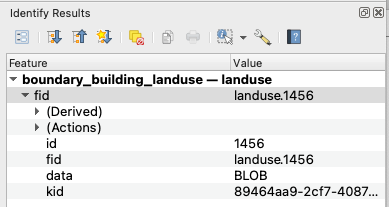 Identify Results
Feature Value
boundary_building_landuse — landuse
fid landuse.1456
(Derived)
(Actions)
id 1456
fid landuse.1456
data BLOB
kid 89464aa9-2cf7-4087...